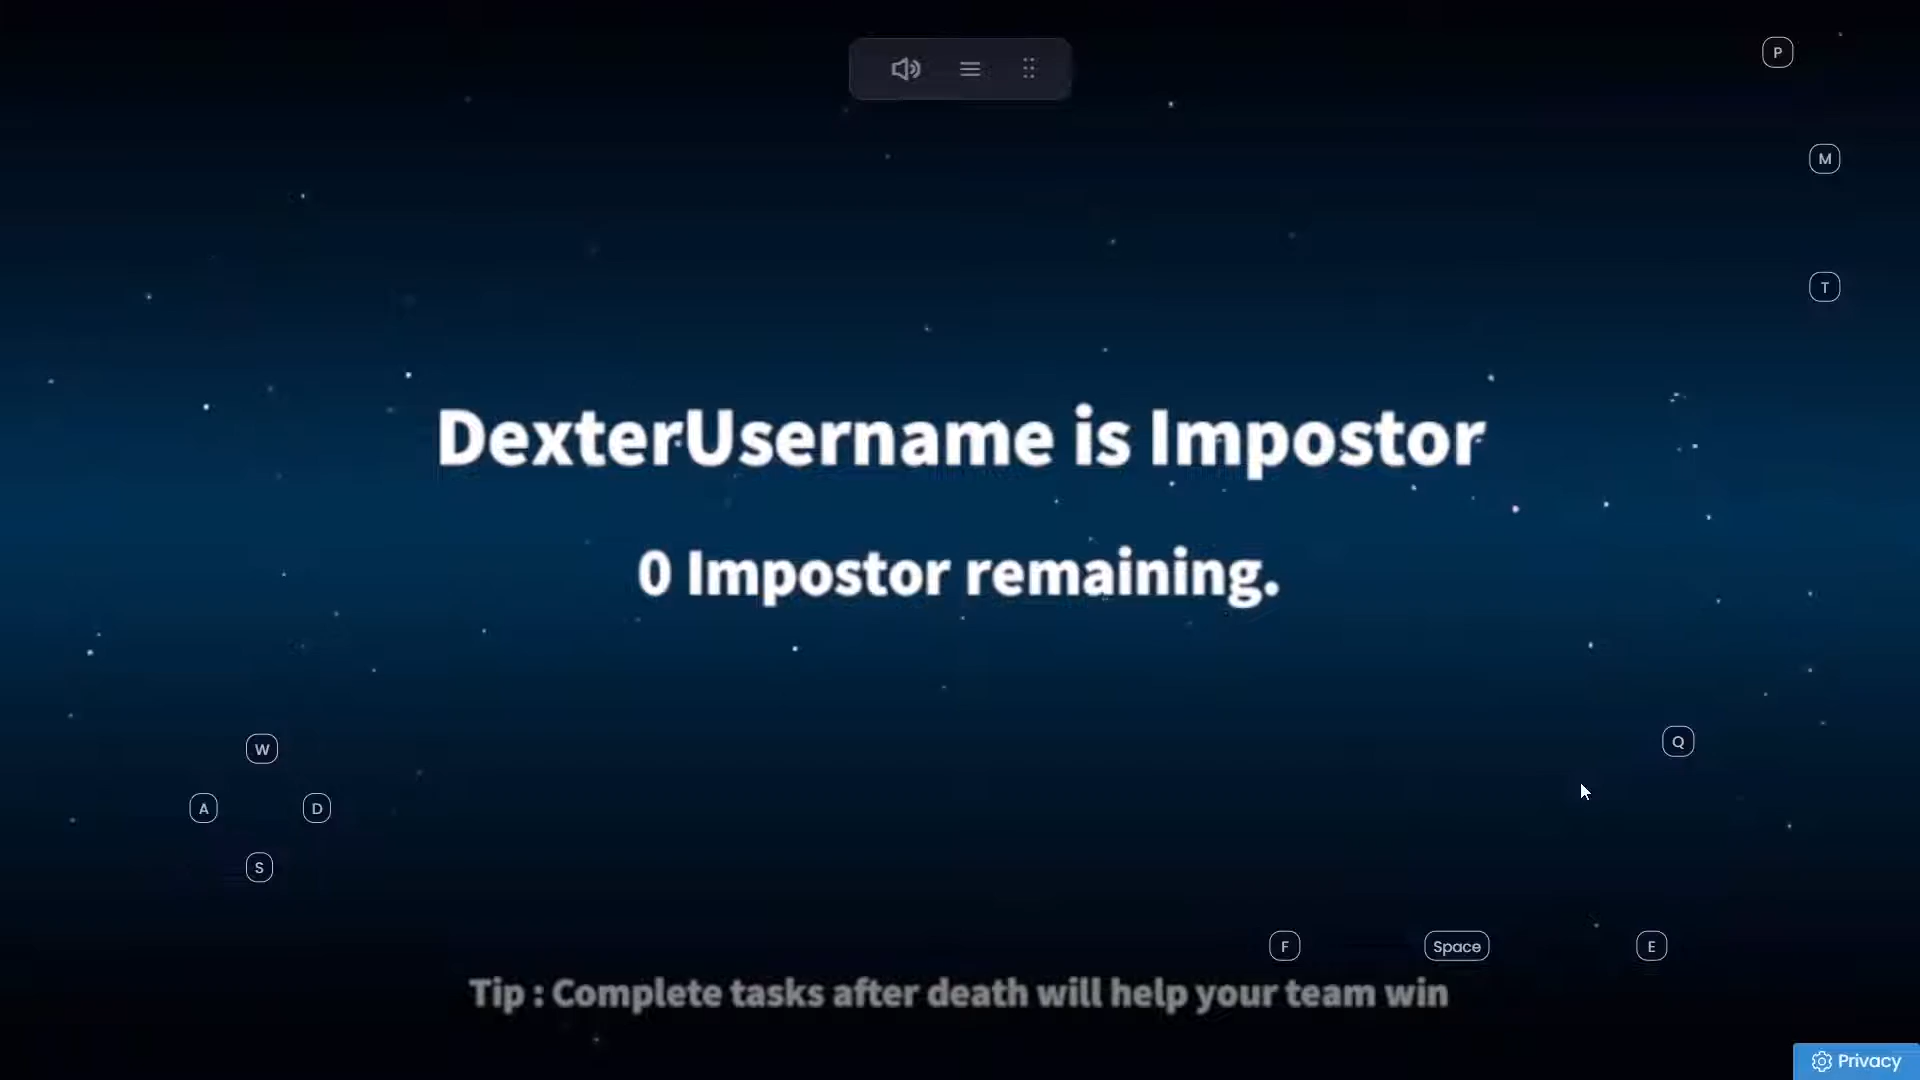 P
M
T
DexterUsername is Impostor
0 Impostor remaining.
W
Q
A D
S
F Space E
Tip : Complete tasks after death will help your team win
Privacy